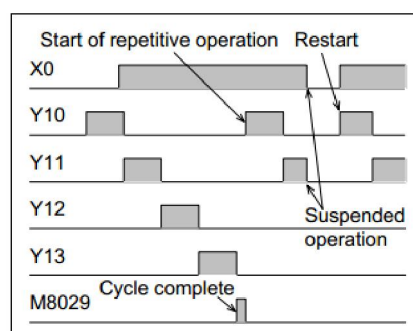 Start of repetitive operation Restart
X0
Y10
Y11
Y12
Suspended
operation
Y13
Cycle complete
M8029